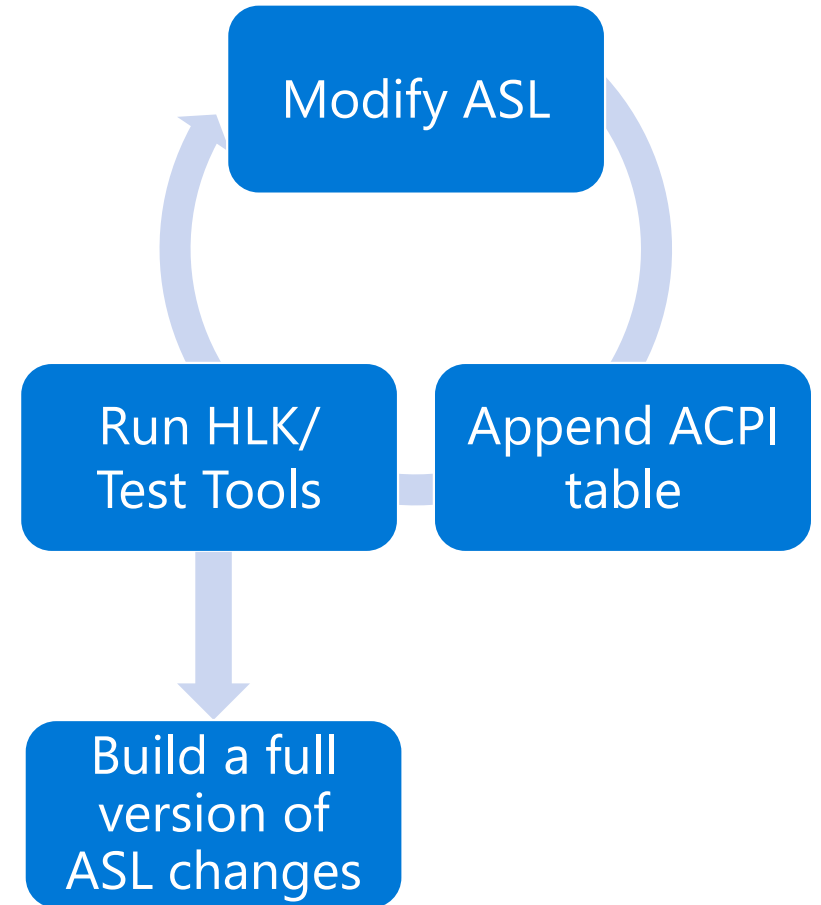 Modify ASL
Run HLK/
Test Tools
Append ACPI
table
Build a full
version of
ASL changes